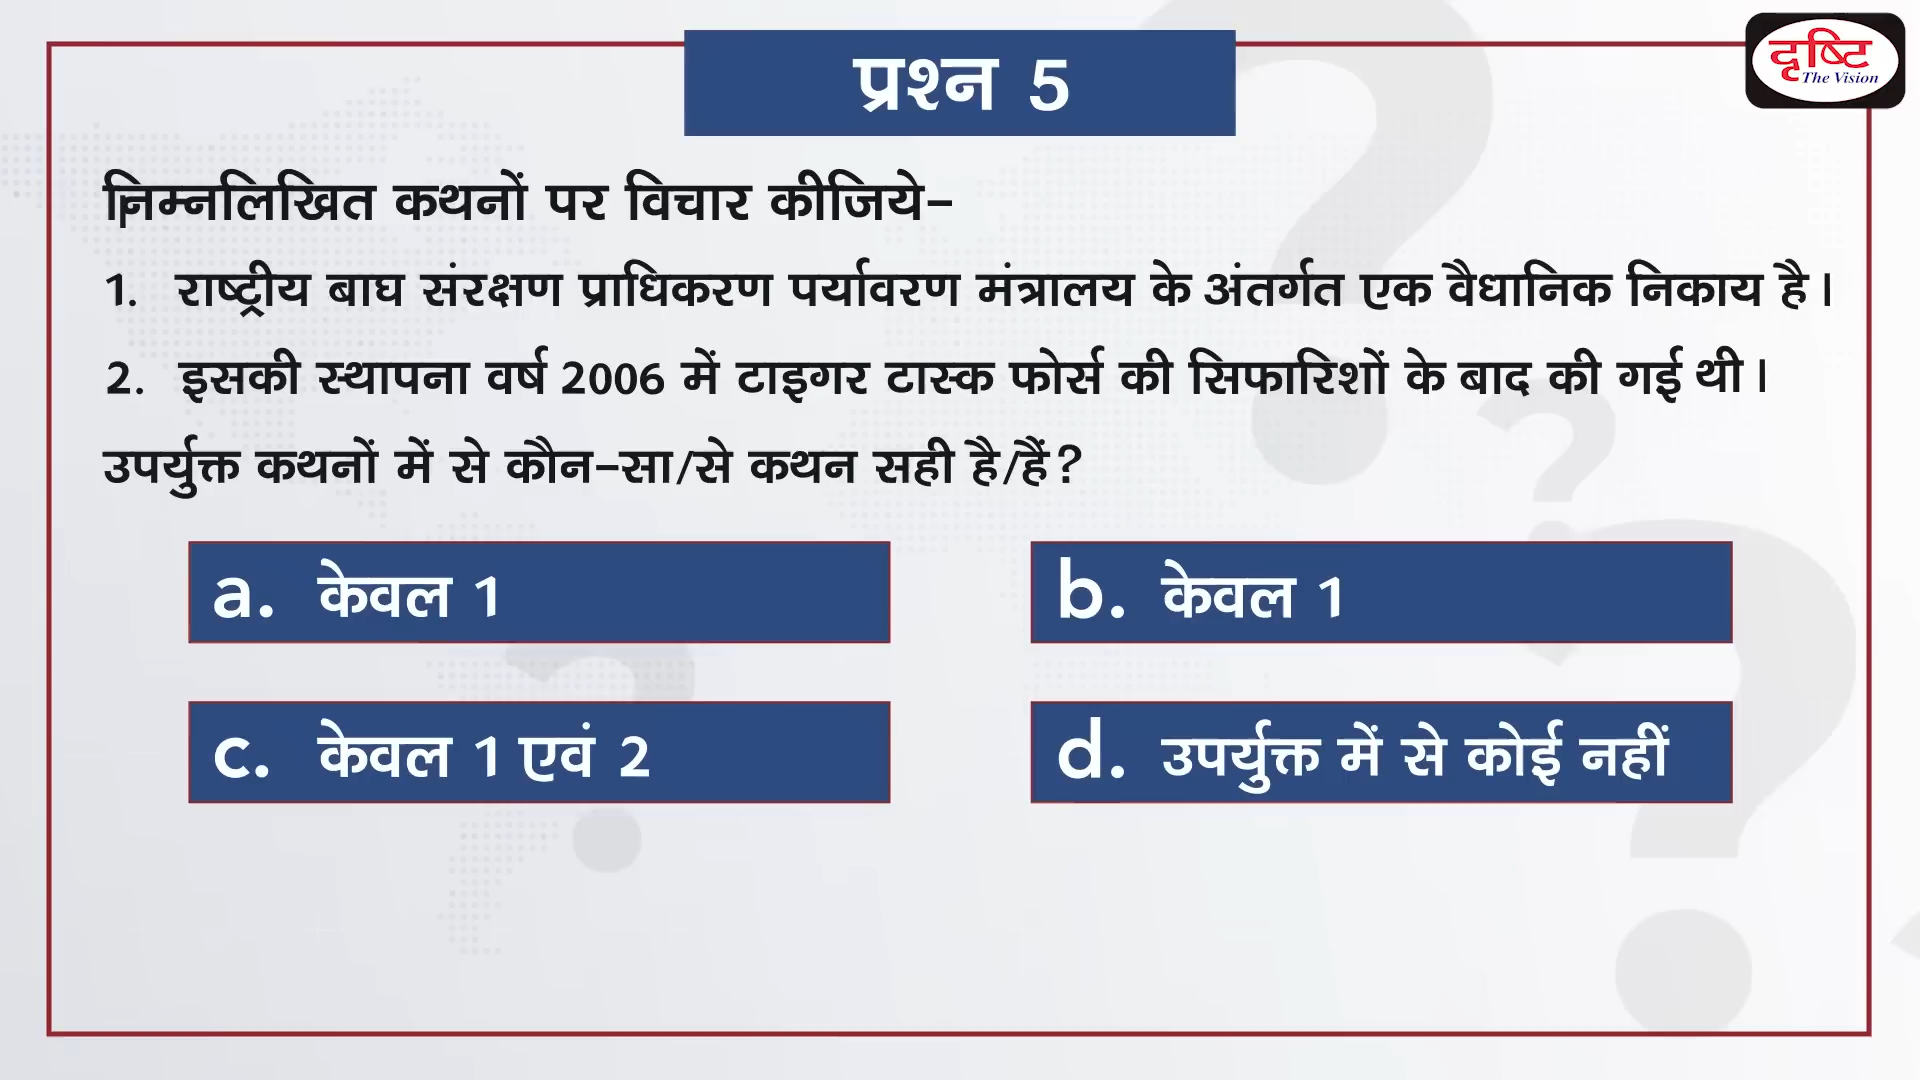 दृष्टि
The Vision
प्रश्न 5
निम्नलिखित कथनों पर विचार कीजिये-
1. राष्ट्रीय बाघ संरक्षण प्राधिकरण पर्यावरण मंत्रालय के अंतर्गत एक वैधानिक निकाय है।
2. इसकी स्थापना वर्ष 2006 में टाइगर टास्क फोर्स की सिफारिशों के बाद की गई थी।
उपर्युक्त कथनों में से कौन-सा/से कथन सही है/हैं?
a. केवल 1
b. केवल 1
c. केवल 1 एवं 2
d. उपर्युक्त में से कोई नहीं